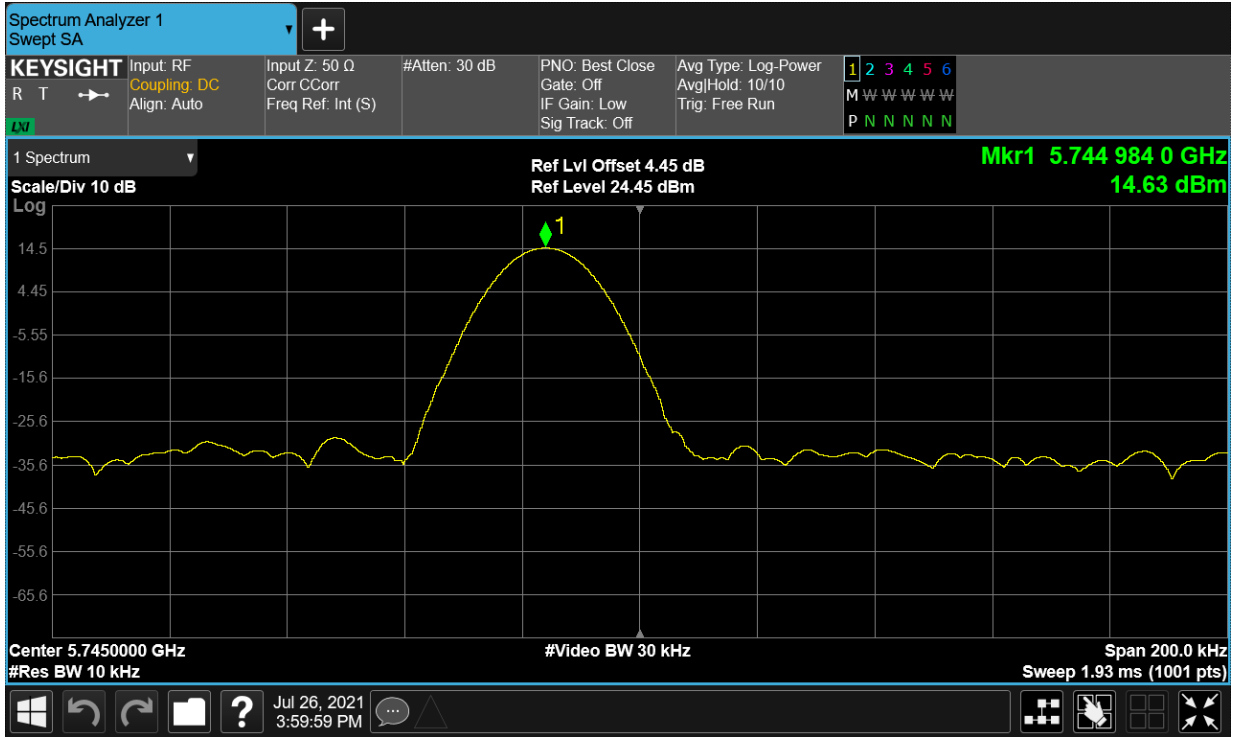 Spectrum Analyzer 1
Swept SA
KEYSIGHT
R T
LXI
Input: RF
Coupling: DC
Align: Auto
Input Z: 50 Ω
Corr CCorr
Freq Ref: Int (S)
#Atten: 30 dB
PNO: Best Close
Gate: Off
IF Gain: Low
Sig Track: Off
Avg Type: Log-Power
Avg|Hold: 10/10
Trig: Free Run
1 2 3 4 5 6
M W W W W W
P N N N N N
1 Spectrum
Scale/Div 10 dB
Ref Lvl Offset 4.45 dB
Ref Level 24.45 dBm
Mkr1 5.744 984 0 GHz
14.63 dBm
Log
1
14.5
4.45
-5.55
-15.6
-25.6
-35.6
-45.6
-55.6
-65.6
Center 5.7450000 GHz
#Video BW 30 kHz
Span 200.0 kHz
#Res BW 10 kHz
Sweep 1.93 ms (1001 pts)
?
Jul 26, 2021
3:59:59 PM